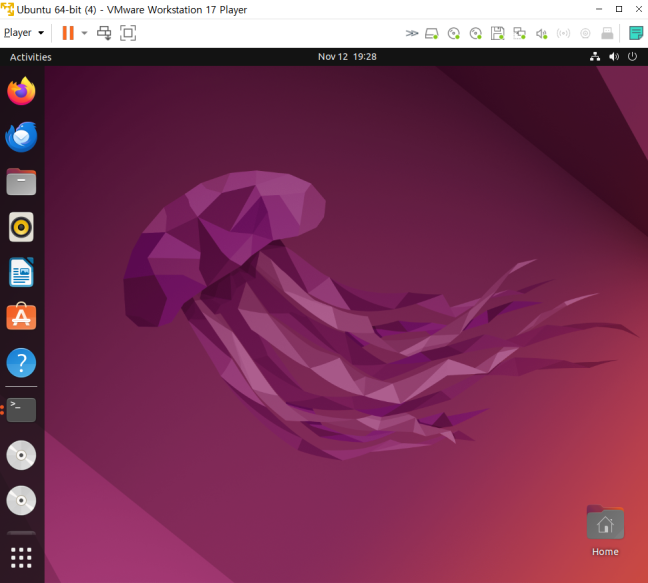 Ubuntu 64-bit (4) - VMware Workstation 17 Player
Player
Activities
Nov 12 19:28
>_
Home